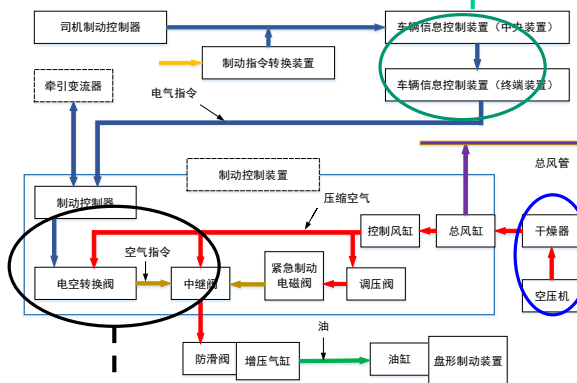 司机制动控制器
车辆信息控制装置（中央装置）
制动指令转换装置
牵引变流器
车辆信息控制装置（终端装置）
电气指令
总风管
制动控制装置
制动控制器
压缩空气
控制风缸
总风缸
干燥器
空气指令
电空转换阀
中继阀
紧急制动
电磁阀
调压阀
空压机
油
防滑阀
增压气缸
油缸
盘形制动装置